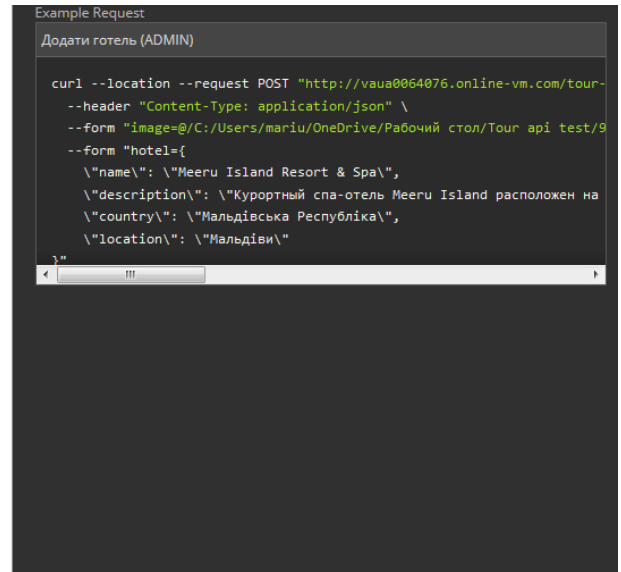 Example Request
Додати готель (ADMIN)
curl --location --request POST "http://vaua0064076.online-vm.com/tour-
--header "Content-Type: application/json" \
--form "image=@/C:/Users/mariu/OneDrive/Рабочий стол/Tour api test/9
--form "hotel={
\"name\": \"Meeru Island Resort & Spa\",
\"description\": \"Курортный спа-отель Meeru Island расположен на
\"country\": \"Мальдівська Республіка\",
\"location\": \"Мальдіви\"
}"